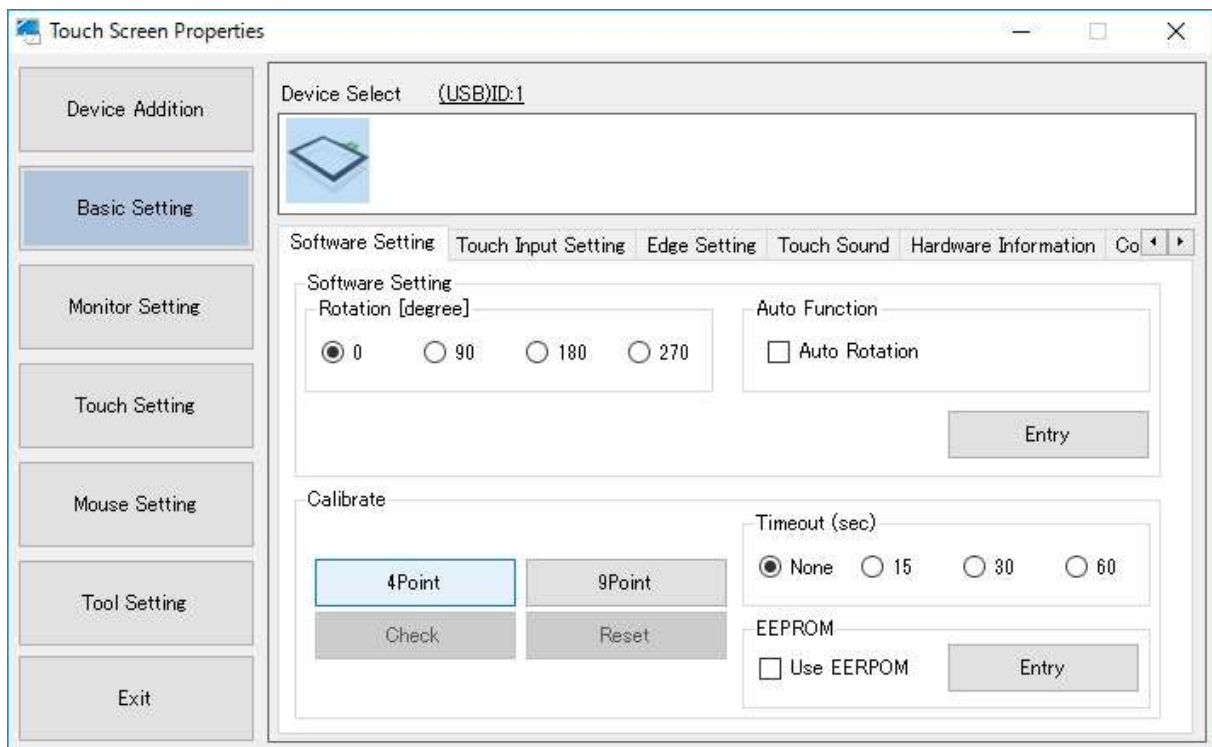 Touch Screen Properties
Device Addition
Basic Setting
Monitor Setting
Touch Setting
Mouse Setting
Tool Setting
Exit
Device Select (USB)ID:1
Software Setting Touch Input Setting Edge Setting Touch Sound Hardware Information Co
Software Setting
Rotation [degree]
0 90 180 270
Auto Function
Auto Rotation
Entry
Calibrate
4Point 9Point
Check Reset
Timeout (sec)
None 15 30 60
EEPROM
Use EERPOM Entry